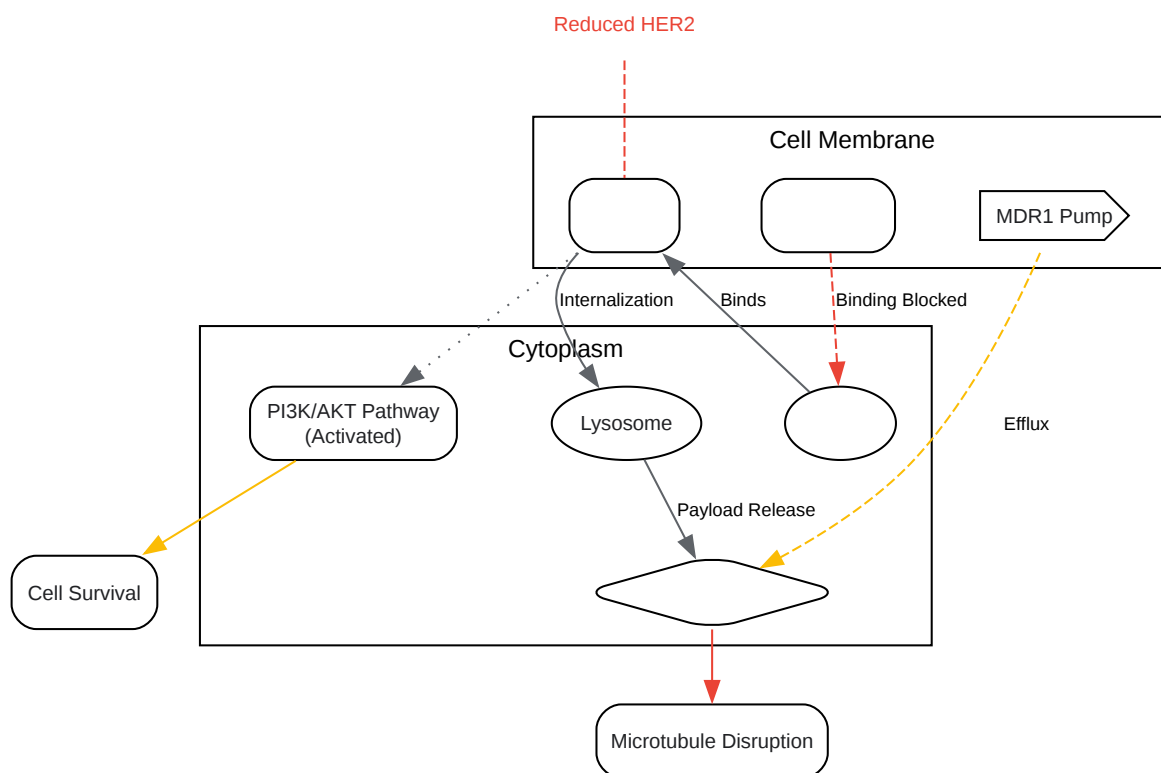 Reduced HER2
Cell Membrane
MDR1 Pump
Internalization
Binds
Binding Blocked
Cytoplasm
PI3K/AKT Pathway
(Activated)
Lysosome
Efflux
Payload Release
Cell Survival
Microtubule Disruption